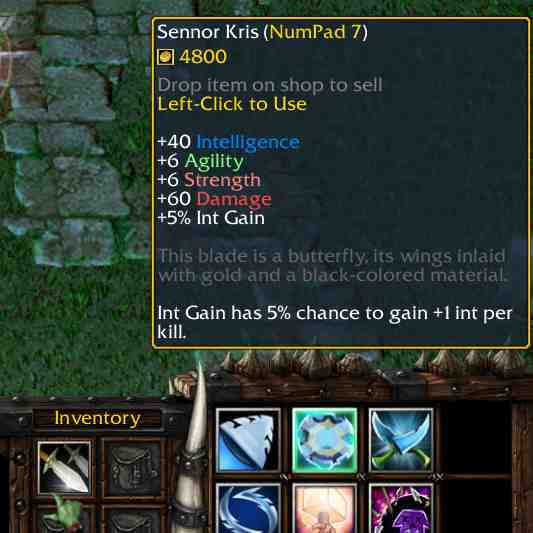 Sennor Kris (NumPad 7)
4800
Drop item on shop to sell
Left-Click to Use
+40 Intelligence
+6 Agility
+6 Strength
+60 Damage
+5% Int Gain
This blade is a butterfly, its wings inlaid
with gold and a black-colored material.
Int Gain has 5% chance to gain +1 int per
kill.
Inventory